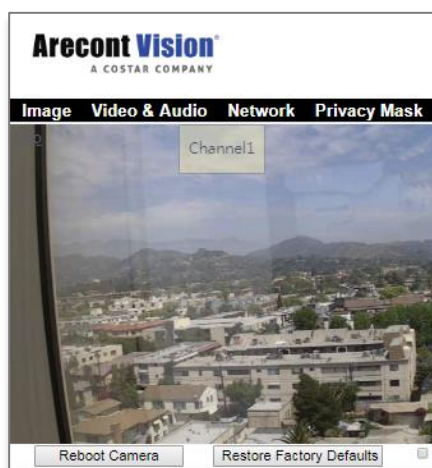 Arecont Vision®
A COSTAR COMPANY
Image Video & Audio Network Privacy Mask
Channel1
Reboot Camera Restore Factory Defaults